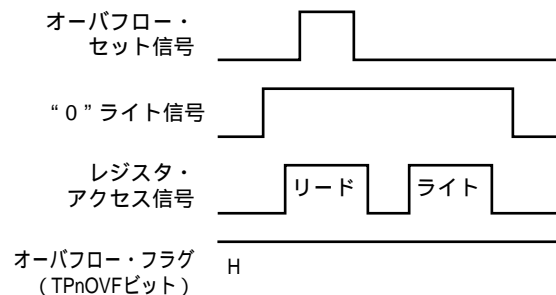 オーバフロー・
セット信号
“0”ライト信号
レジスタ・
アクセス信号
リード
ライト
オーバフロー・フラグ
(TPnOVFビット)
H